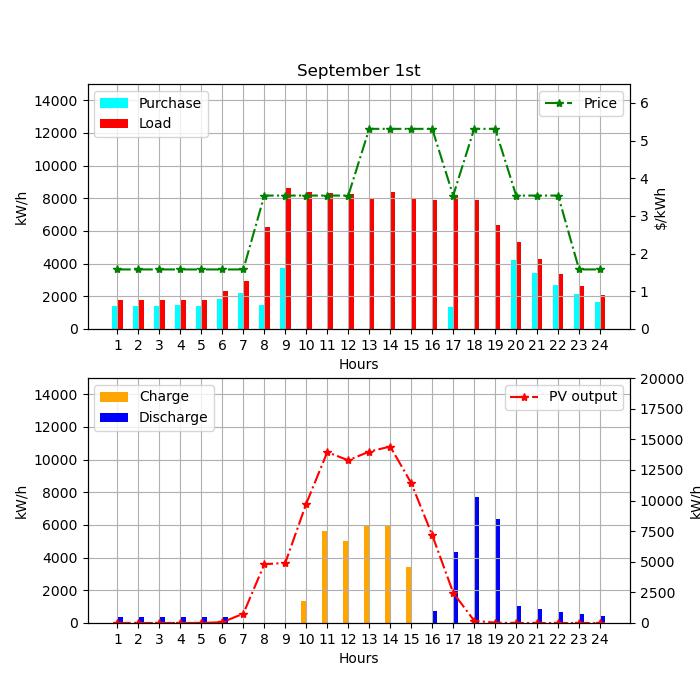 September 1st
Purchase
Load
Price
14000
12000
10000
8000
6000
4000
2000
0
kW/h
6
5
4
3
2
1
0
$/kWh
1 2 3 4 5 6 7 8 9 10 11 12 13 14 15 16 17 18 19 20 21 22 23 24
Hours
Charge
Discharge
PV output
14000
12000
10000
8000
6000
4000
2000
0
kW/h
20000
17500
15000
12500
10000
7500
5000
2500
0
kW/h
1 2 3 4 5 6 7 8 9 10 11 12 13 14 15 16 17 18 19 20 21 22 23 24
Hours